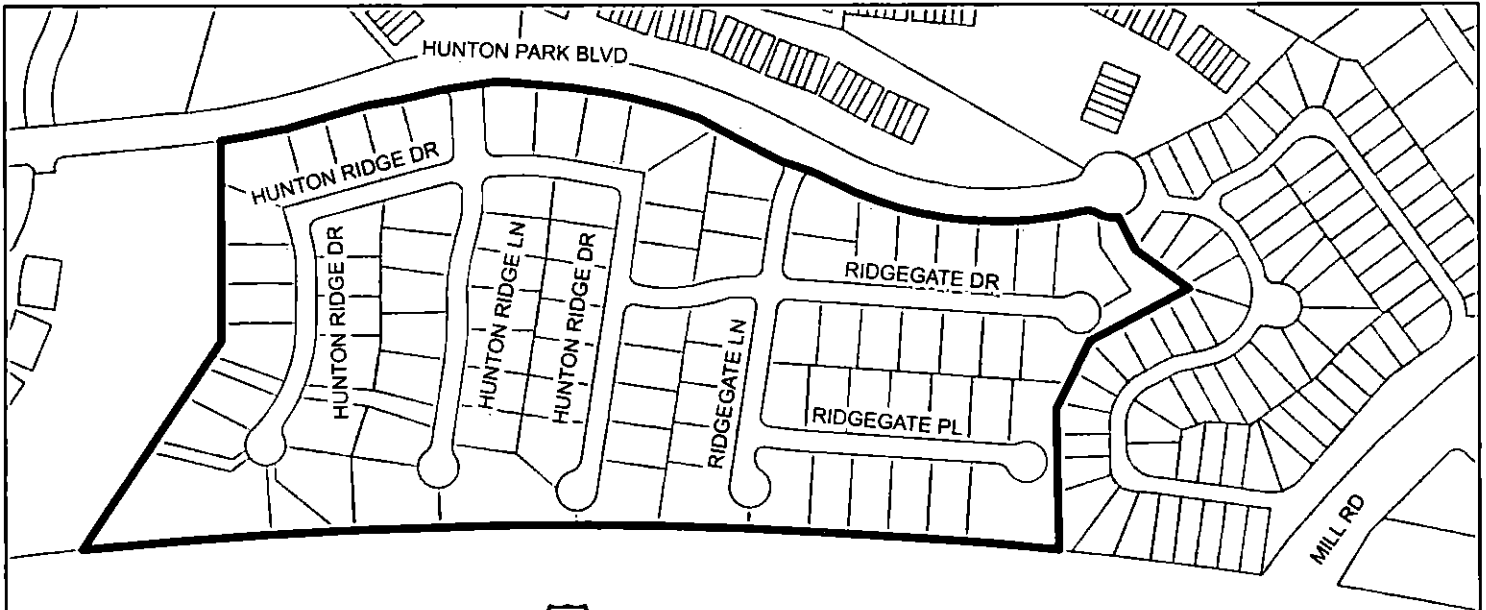 HUNTON PARK BLVD
HUNTON RIDGE DR
HUNTON RIDGE DR
HUNTON RIDGE LN
HUNTON RIDGE DR
RIDGEGATE DR
RIDGEGATE LN
RIDGEGATE PL
MILL RD